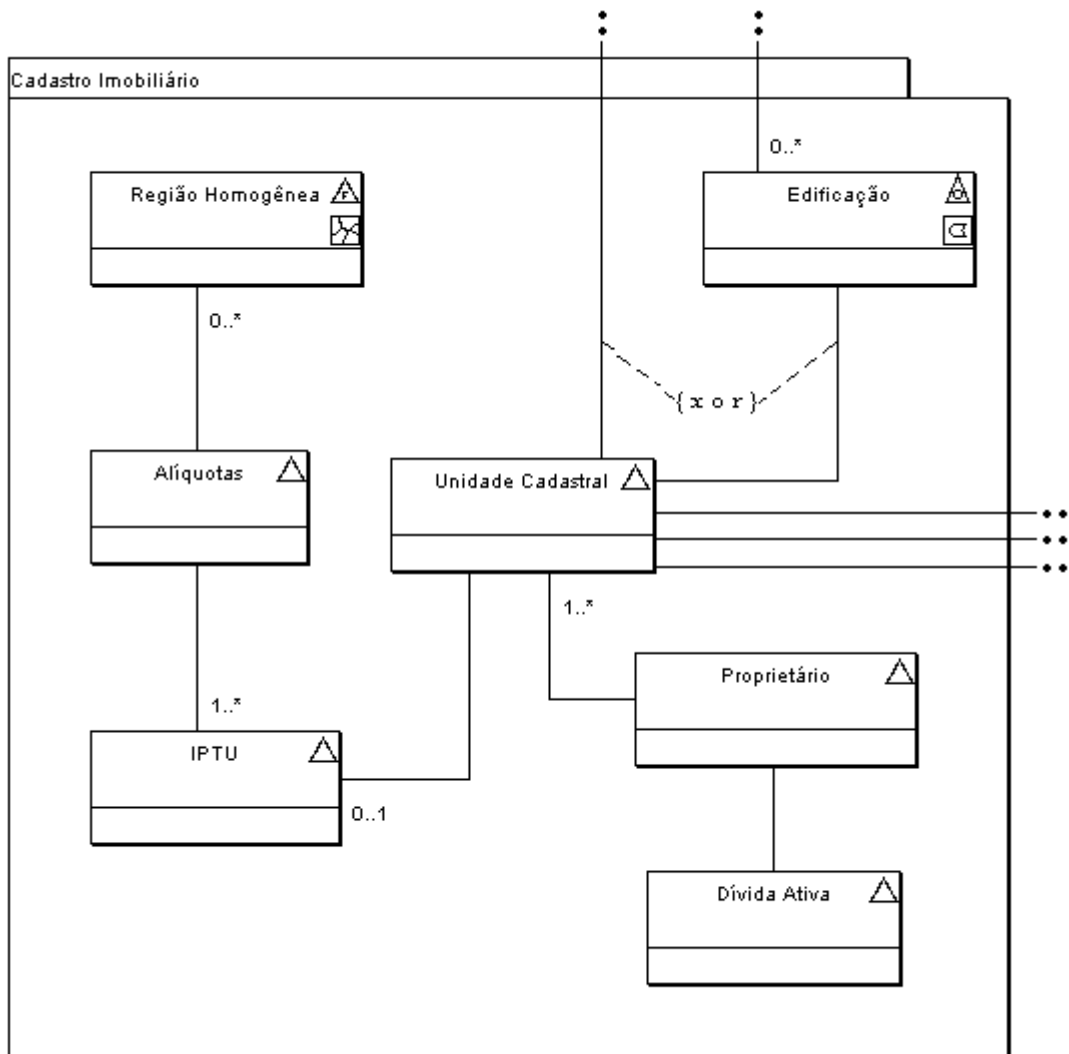 Cadastro Imobiliário
0..*
Região Homogênea
F
Edificação
0..*
{xor}
Alíquotas
Unidade Cadastral
1..*
Proprietário
1..*
IPTU
0..1
Dívida Ativa